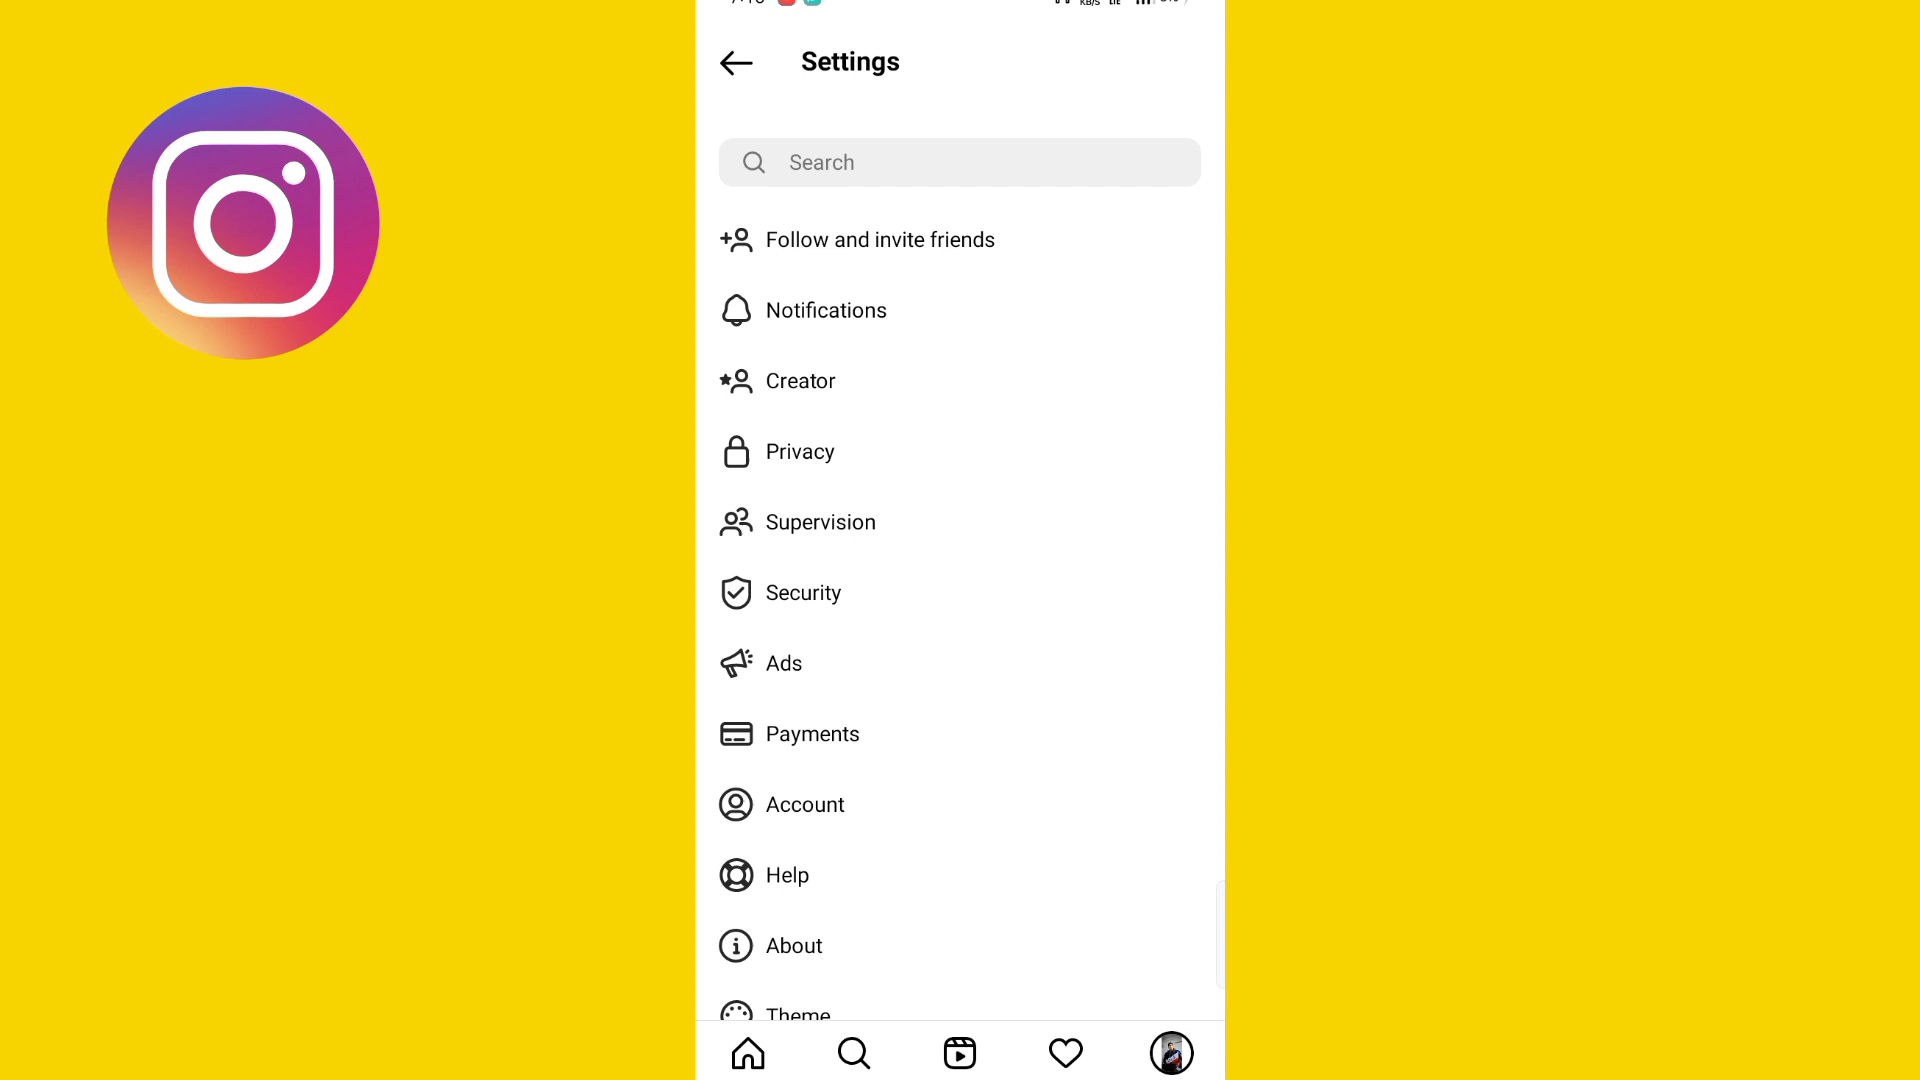 Settings
Search
Follow and invite friends
Notifications
Creator
Privacy
Supervision
Security
Ads
Payments
Account
Help
About
Theme